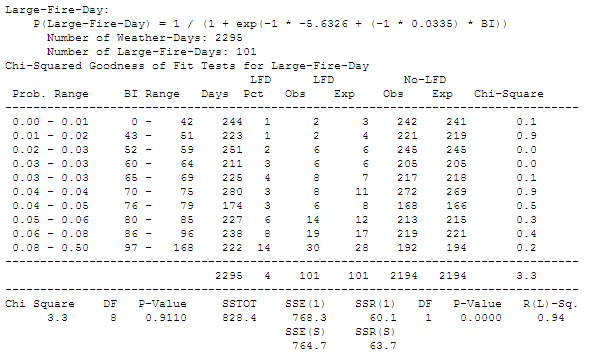 Large-Fire-Day:
P(Large-Fire-Day) = 1 / (1 + exp(-1 * -5.6326 + (-1 * 0.0335) * BI))
Number of Weather-Days: 2295
Number of Large-Fire-Days: 101
Chi-Squared Goodness of Fit Tests for Large-Fire-Day
LFD LFD No-LFD
Prob. Range BI Range Days Pct Obs Exp Obs Exp Chi-Square
0.00 - 0.01 0 - 42 244 1 2 3 242 241 0.1
0.01 - 0.02 43 - 51 223 1 2 4 221 219 0.9
0.02 - 0.03 52 - 59 251 2 6 6 245 245 0.0
0.03 - 0.03 60 - 64 211 3 6 6 205 205 0.0
0.03 - 0.03 65 - 69 225 4 8 7 217 218 0.1
0.04 - 0.04 70 - 75 280 3 8 11 272 269 0.9
0.04 - 0.05 76 - 79 174 3 6 8 168 166 0.5
0.05 - 0.06 80 - 85 227 6 14 12 213 215 0.3
0.06 - 0.08 86 - 96 238 8 19 17 219 221 0.4
0.08 - 0.50 97 - 168 222 14 30 28 192 194 0.2
2295 4 101 101 2194 2194 3.3
Chi Square DF P-Value SSTOT SSE(1) SSR(1) DF P-Value R(L)-Sq.
3.3 8 0.9110 828.4 768.3 60.1 1 0.0000 0.94
SSE(S) SSR(S)
764.7 63.7